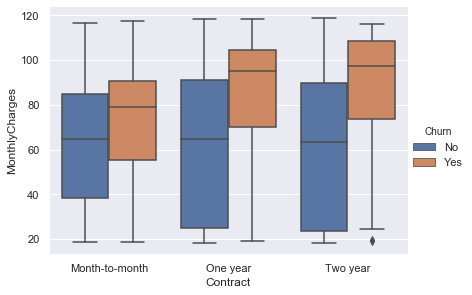 120
100
80
60
40
20
MonthlyCharges
Month-to-month
One year
Two year
Contract
Churn
No
Yes